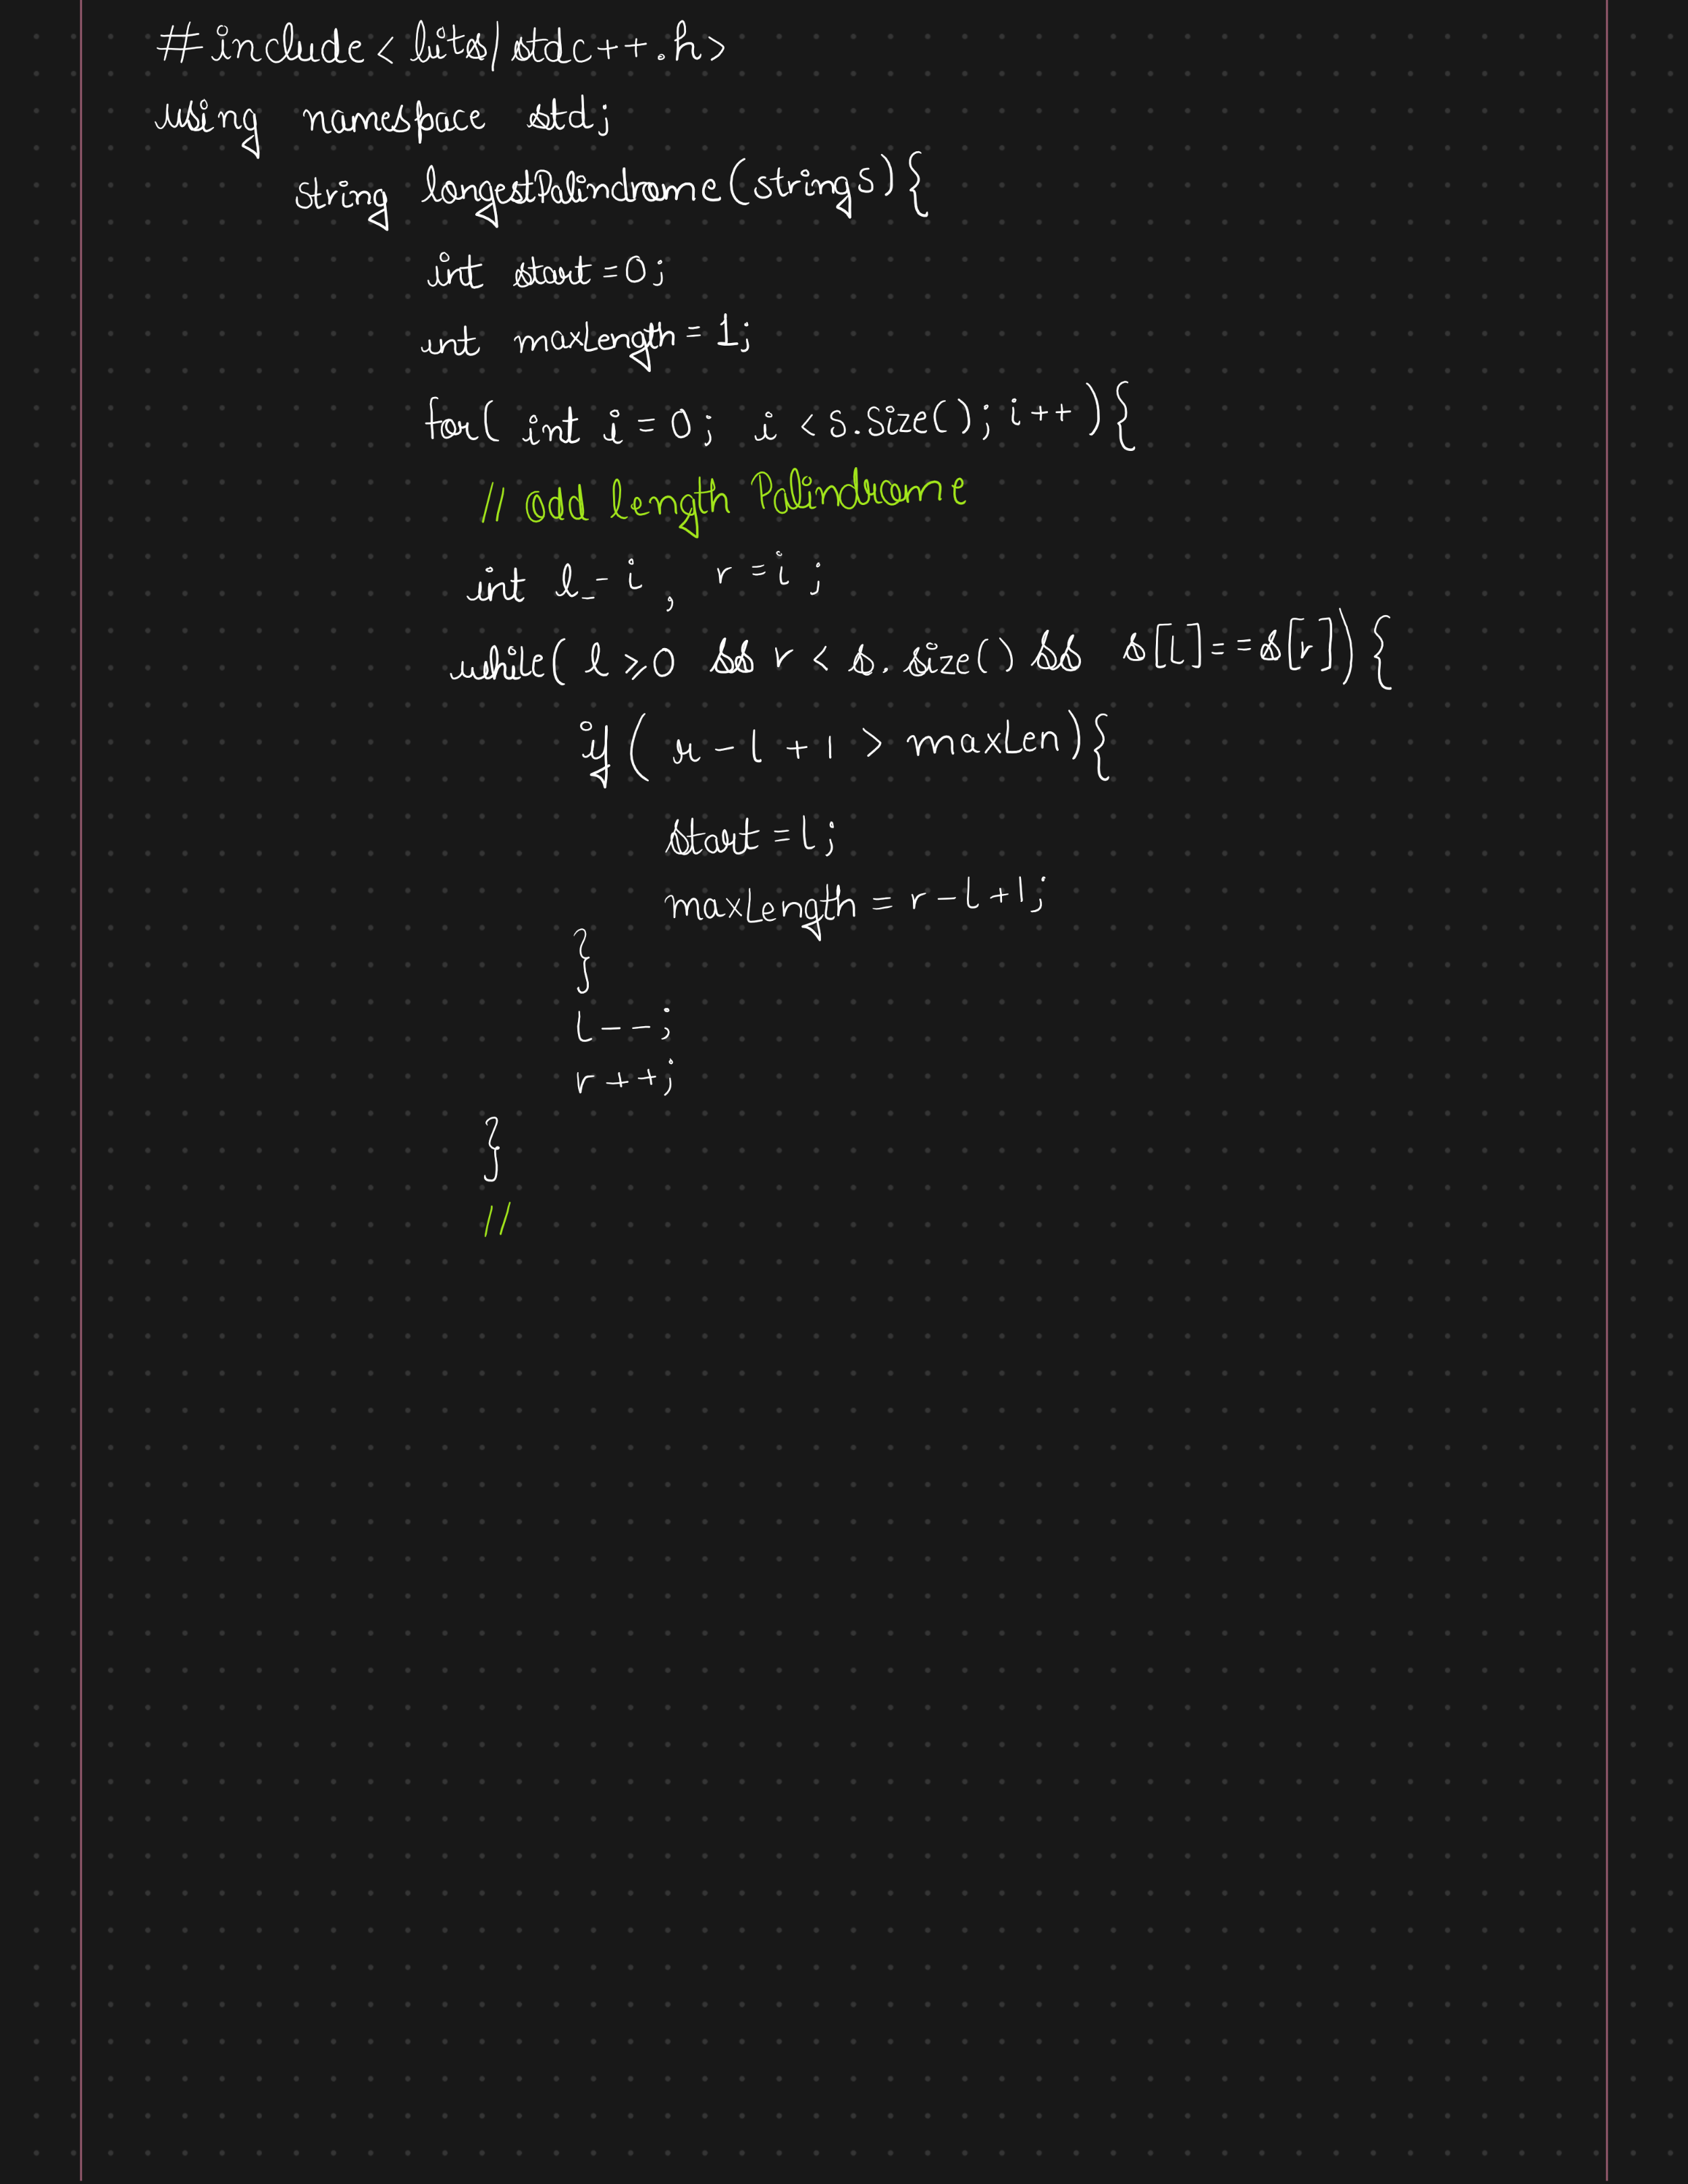 #include<bits/stdc++.h>
using namespace std;
string longestPalindrome(string s){
int start=0;
int maxLength=1;
for( int i=0; i<s.size(); i++){
// Odd length Palindrome
int l=i, r=i;
while( l>=0 && r<s.size() && s[l]==s[r]){
if( r-l+1 > maxLen){
start=l;
maxLength=r-l+1;
}
l--;
r++;
}
//